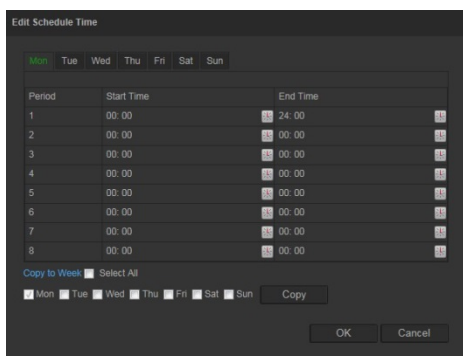 Edit Schedule Time
Mon Tue Wed Thu Fri Sat Sun
Period Start Time End Time
1 00: 00 24: 00
2 00: 00 00: 00
3 00: 00 00: 00
4 00: 00 00: 00
5 00: 00 00: 00
6 00: 00 00: 00
7 00: 00 00: 00
8 00: 00 00: 00
Copy to Week Select All
Mon Tue Wed Thu Fri Sat Sun Copy
OK Cancel